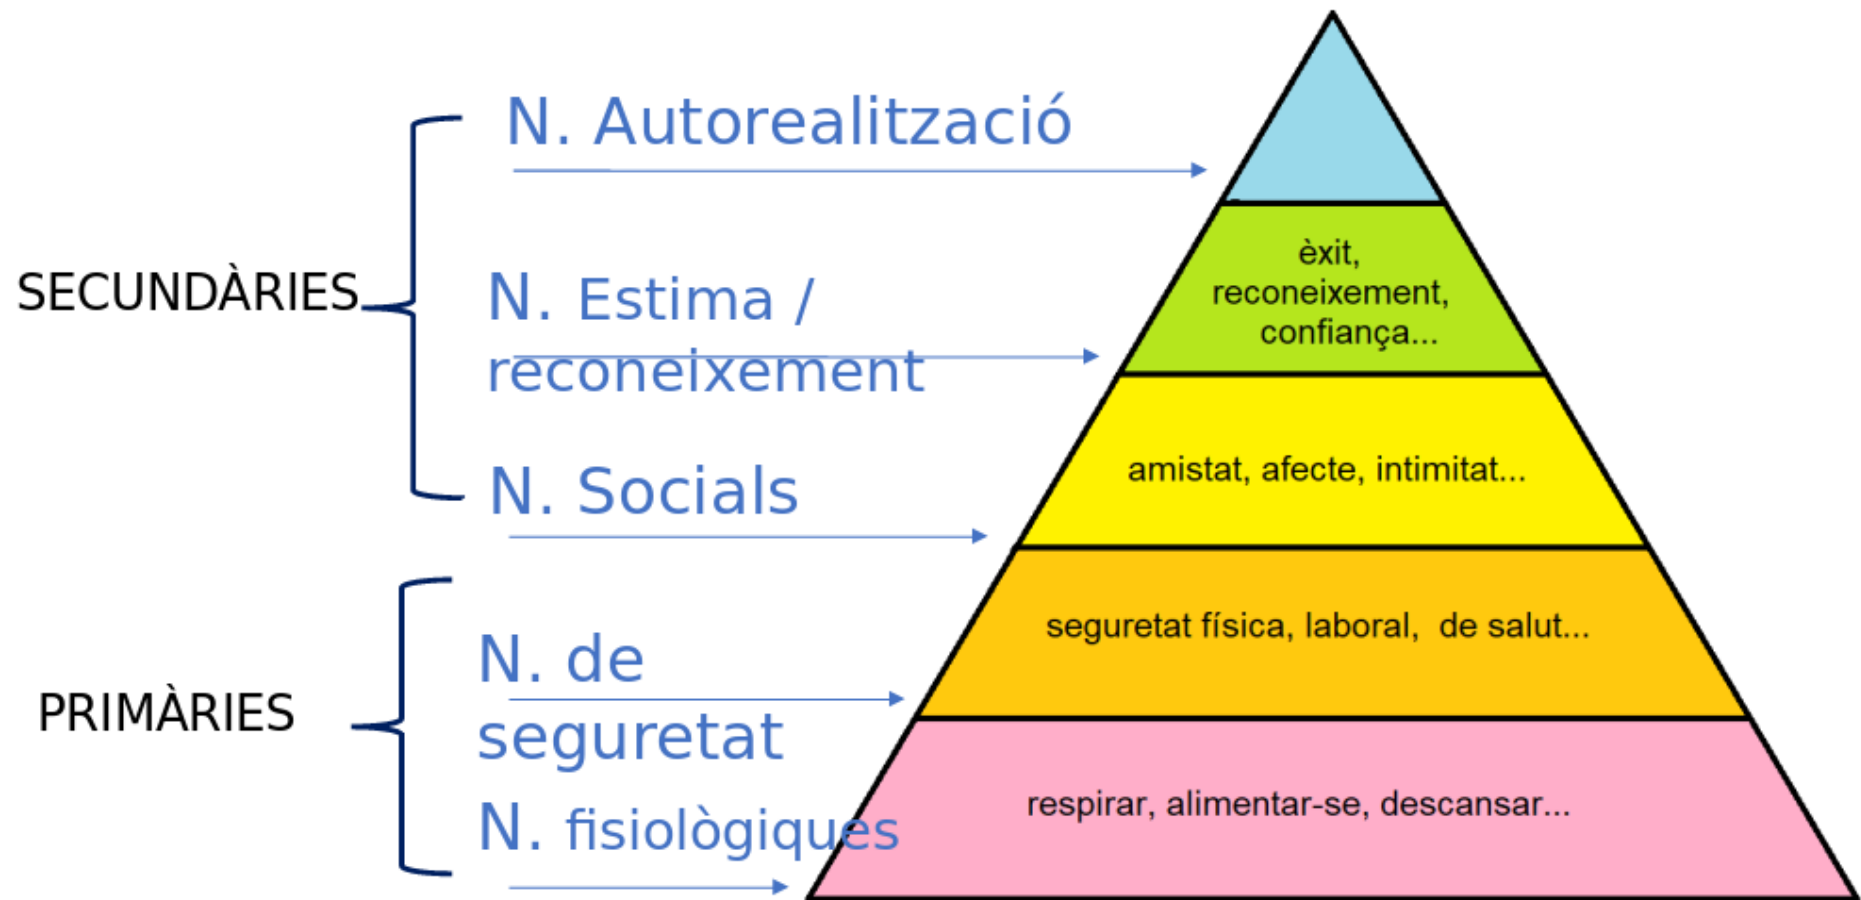 N. Autorealització
SECUNDÀRIES
N. Estima /
reconeixement
N. Socials
PRIMÀRIES
N. de
seguretat
N. fisiològiques
èxit,
reconeixement,
confiança...
amistat, afecte, intimitat...
seguretat física, laboral,  de salut...
respirar, alimentar-se, descansar...